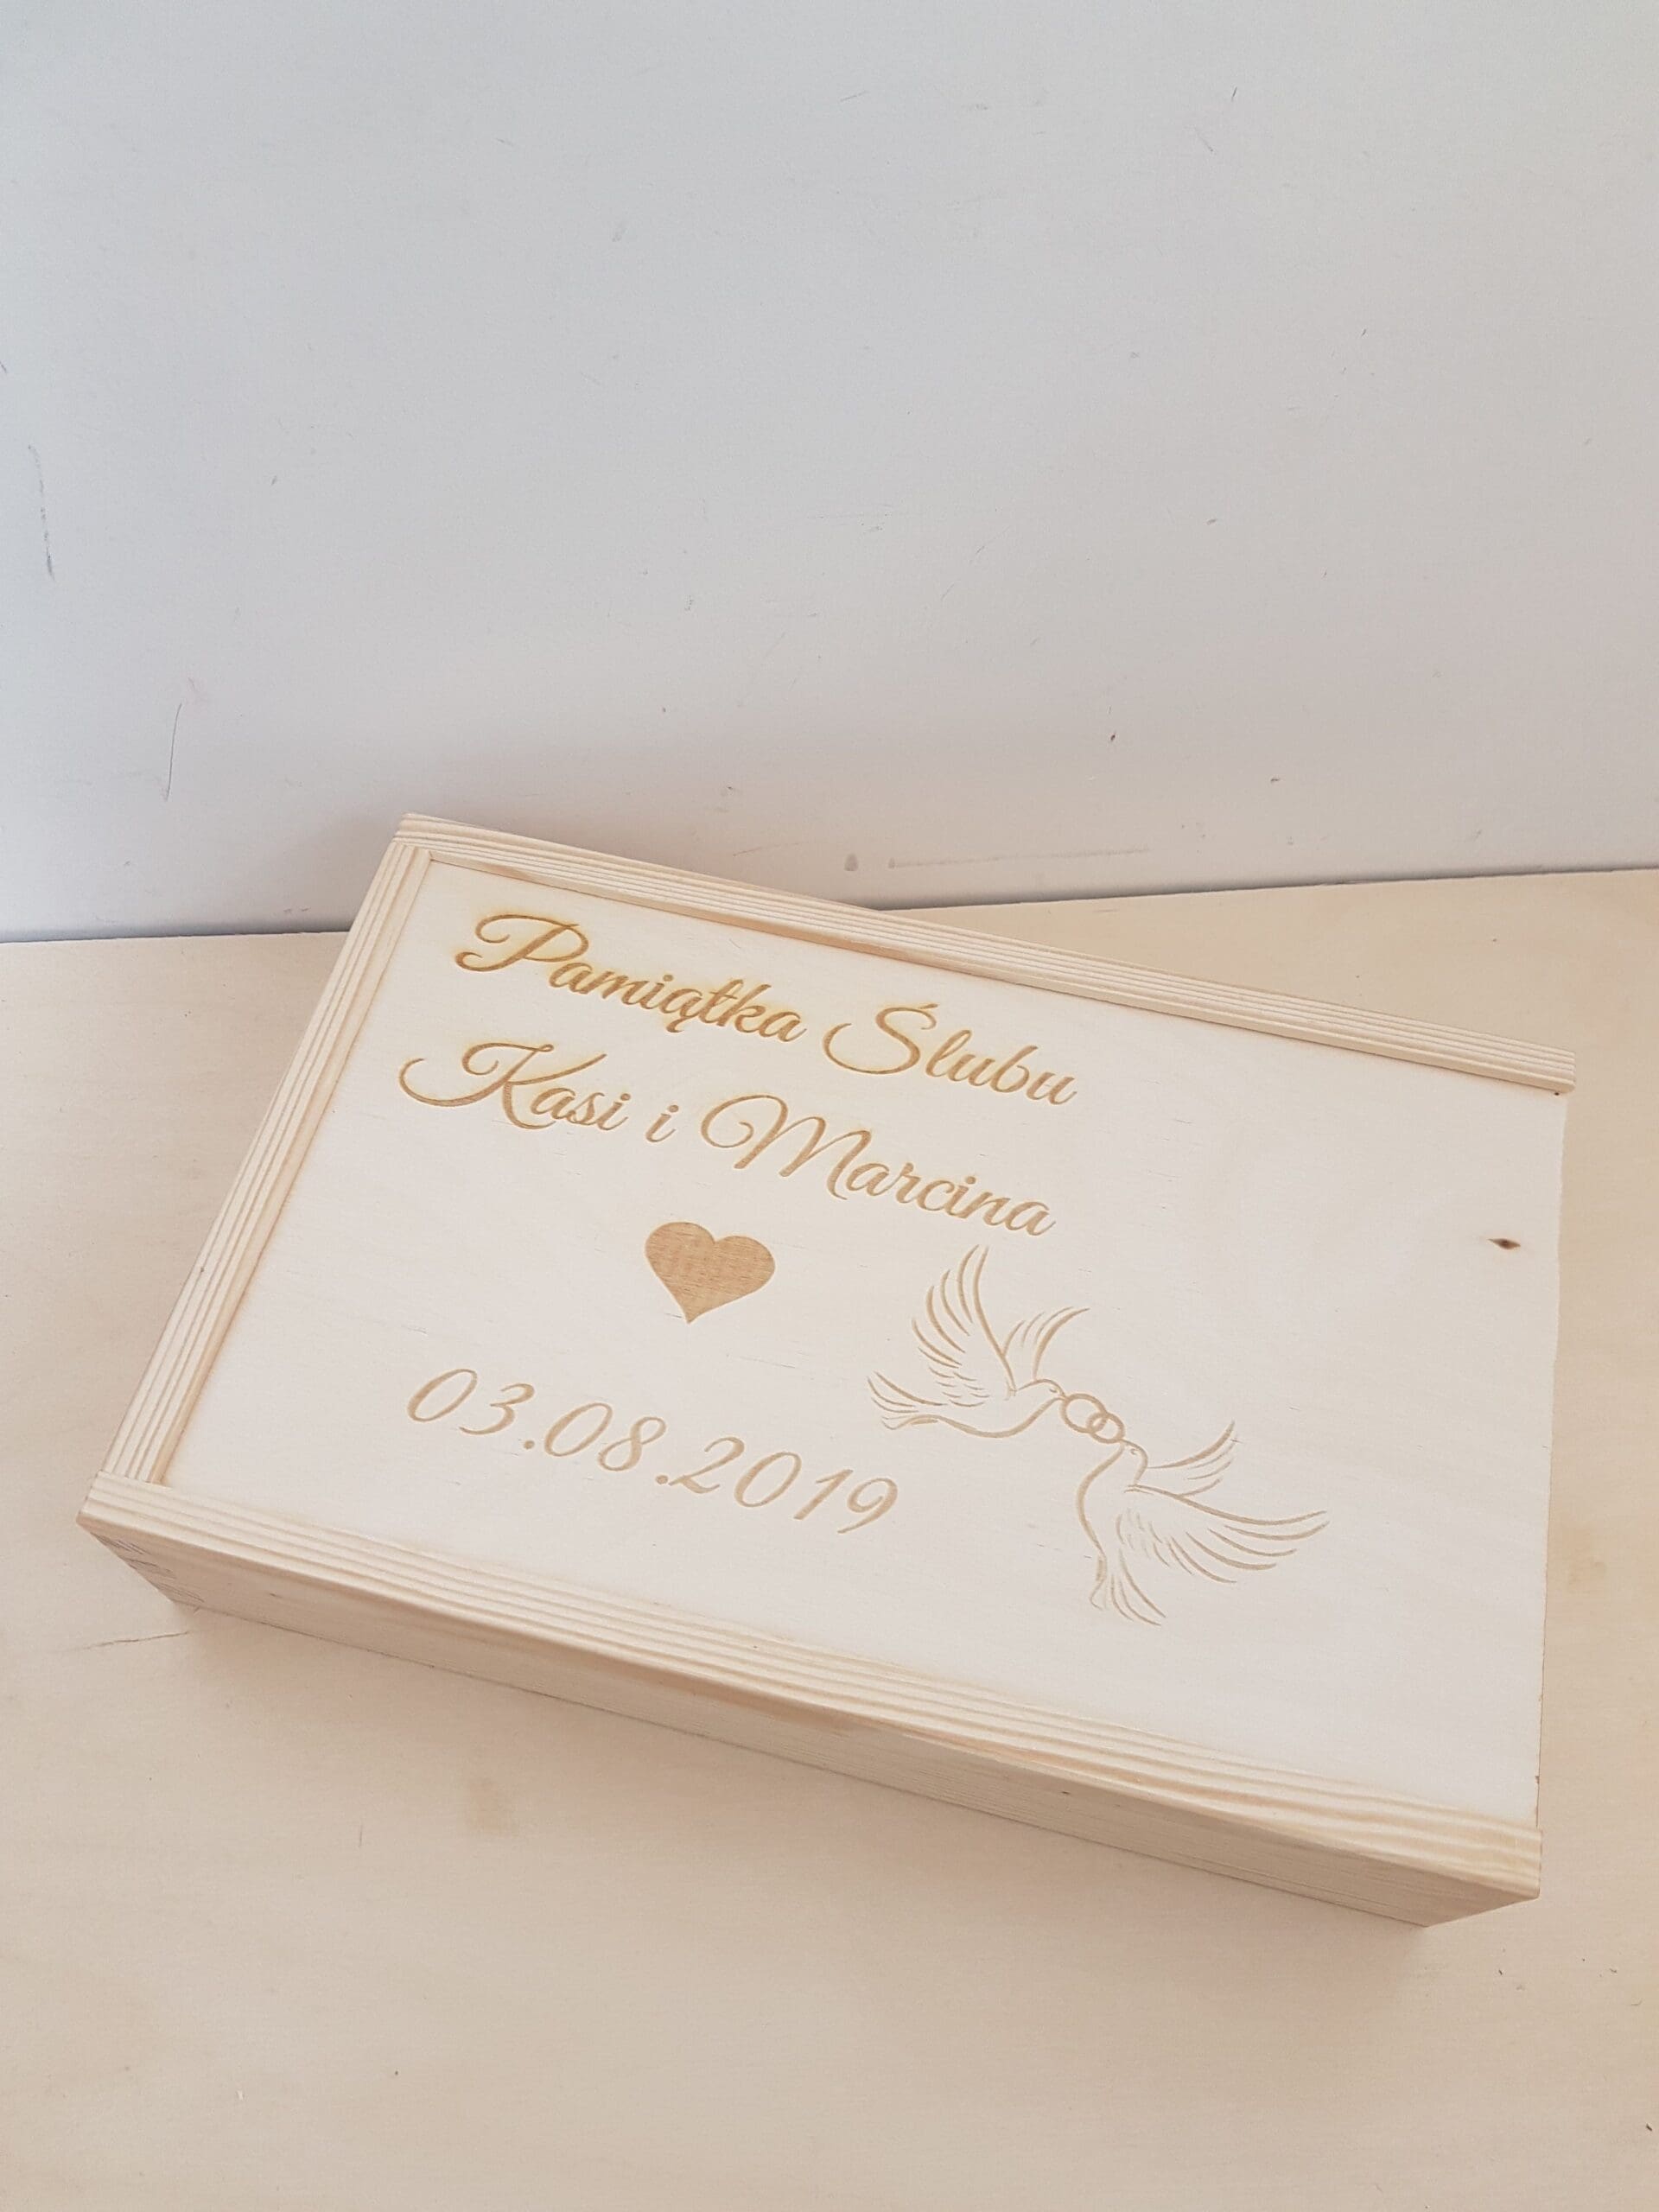 Pamiątka Ślubu
Kasi i Marcina
03.08.2019